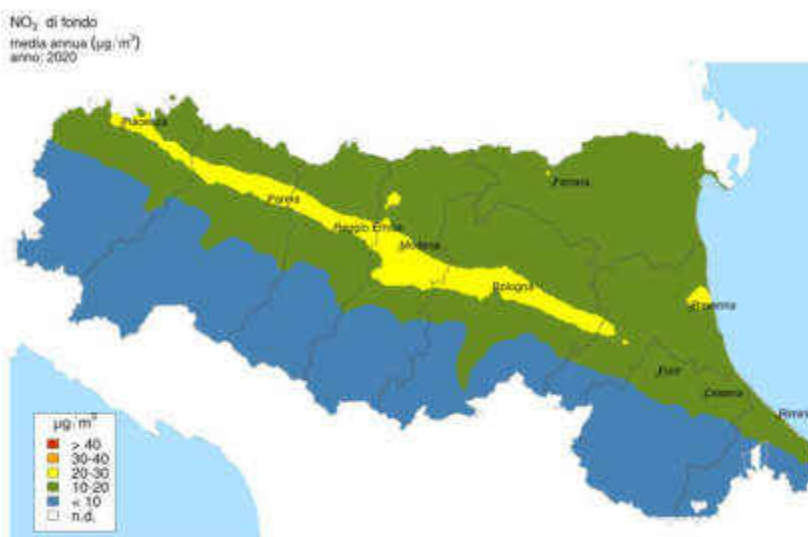 NO2 di fondo
media annua (µg/m³)
anno: 2020
Piacenza
Parma
Ferrara
Reggio Emilia
Modena
Bologna
Ravenna
Forlì
Cesena
Rimini
µg/m³
> 40
30-40
20-30
10-20
< 10
n.d.